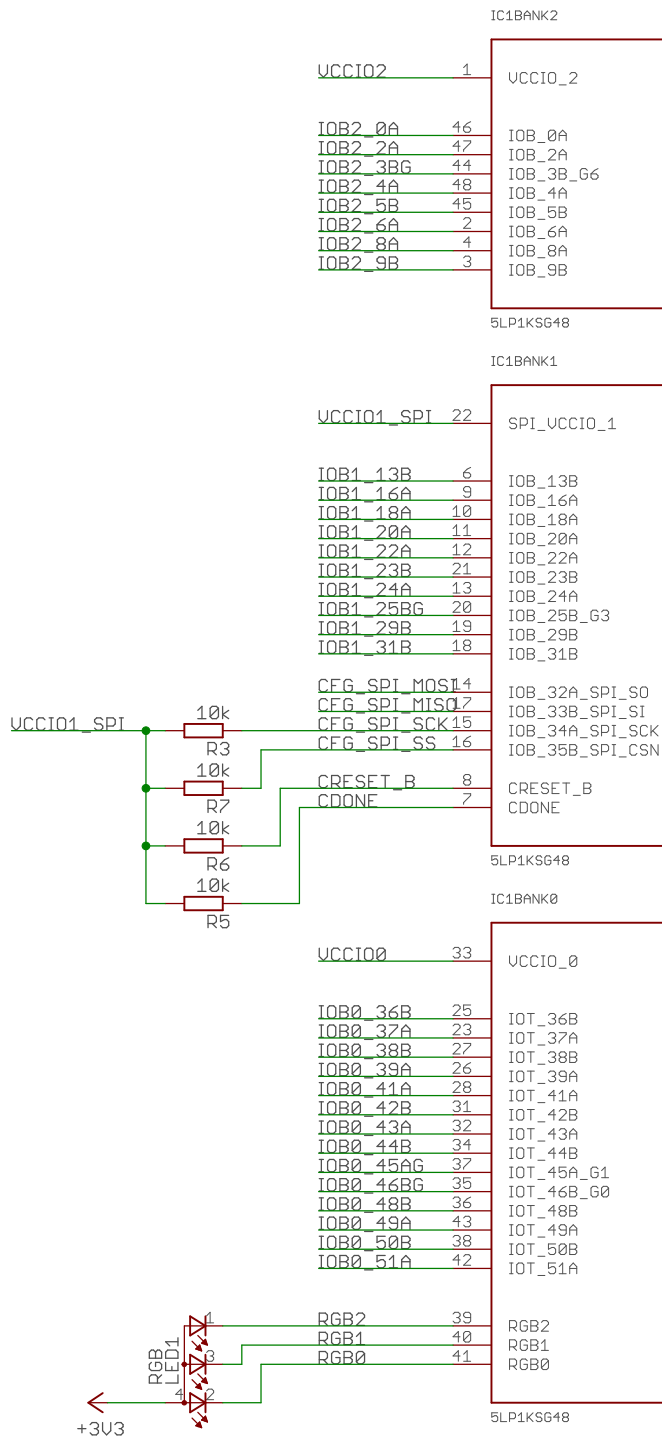 IC1BANK2
VCCIO2 1 VCCIO_2
IOB2_0A 46 IOB_0A
IOB2_2A 47 IOB_2A
IOB2_3BG 44 IOB_3B_G6
IOB2_4A 48 IOB_4A
IOB2_5B 45 IOB_5B
IOB2_6A 2 IOB_6A
IOB2_8A 4 IOB_8A
IOB2_9B 3 IOB_9B
5LP1KSG48
IC1BANK1
VCCIO1_SPI 22 SPI_VCCIO_1
IOB1_13B 6 IOB_13B
IOB1_16A 9 IOB_16A
IOB1_18A 10 IOB_18A
IOB1_20A 11 IOB_20A
IOB1_22A 12 IOB_22A
IOB1_23B 21 IOB_23B
IOB1_24A 13 IOB_24A
IOB1_25BG 20 IOB_25B_G3
IOB1_29B 19 IOB_29B
IOB1_31B 18 IOB_31B
CFG_SPI_MOSI 14 IOB_32A_SPI_SO
CFG_SPI_MISO 17 IOB_33B_SPI_SI
VCCIO1_SPI 10k CFG_SPI_SCK 15 IOB_34A_SPI_SCK
R3 CFG_SPI_SS 16 IOB_35B_SPI_CSN
10k CRESET_B 8 CRESET_B
R7 CDONE 7 CDONE
10k
R6
5LP1KSG48
10k
R5
IC1BANK0
VCCIO0 33 VCCIO_0
IOB0_36B 25 IOT_36B
IOB0_37A 23 IOT_37A
IOB0_38B 27 IOT_38B
IOB0_39A 26 IOT_39A
IOB0_41A 28 IOT_41A
IOB0_42B 31 IOT_42B
IOB0_43A 32 IOT_43A
IOB0_44B 34 IOT_44B
IOB0_45AG 37 IOT_45A_G1
IOB0_46BG 35 IOT_46B_G0
IOB0_48B 36 IOT_48B
IOB0_49A 43 IOT_49A
IOB0_50B 38 IOT_50B
IOB0_51A 42 IOT_51A
1 RGB2 39 RGB2
3 RGB1 40 RGB1
RGB0 41 RGB0
RGB
LED1
4 2
+3V3
5LP1KSG48